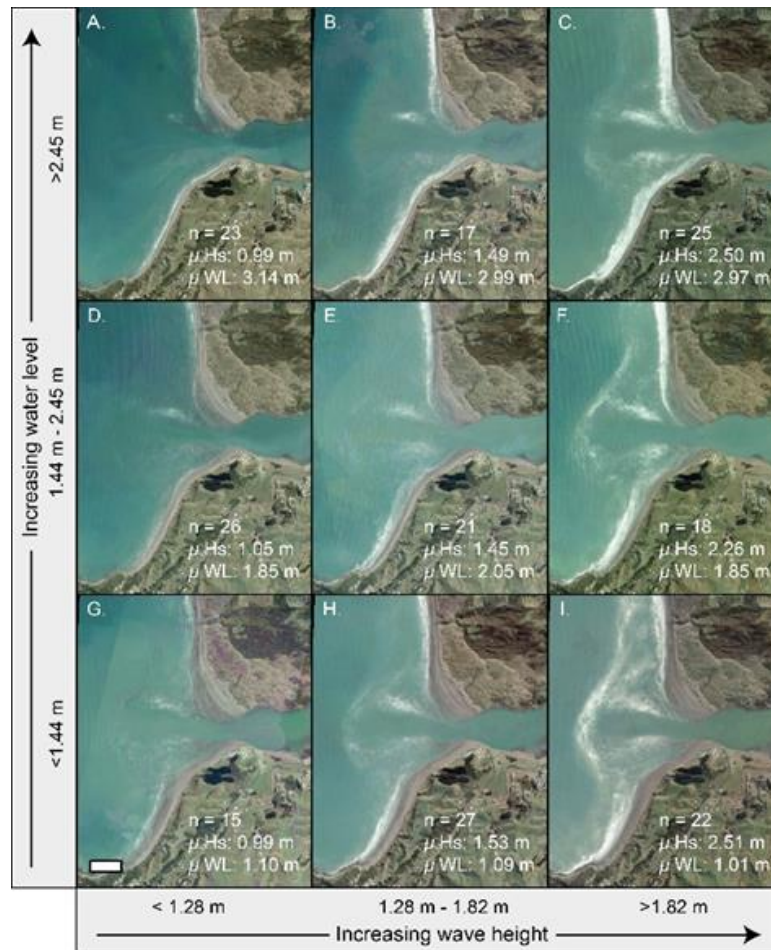 A.
B.
C.
n = 23
μ Hs: 0.99 m
μ WL: 3.14 m
n = 17
μ Hs: 1.49 m
μ WL: 2.99 m
n = 25
μ Hs: 2.50 m
μ WL: 2.97 m
D.
E.
F.
n = 26
μ Hs: 1.05 m
μ WL: 1.85 m
n = 21
μ Hs: 1.45 m
μ WL: 2.05 m
n = 18
μ Hs: 2.26 m
μ WL: 1.85 m
G.
H.
I.
n = 15
μ Hs: 0.99 m
μ WL: 1.10 m
n = 27
μ Hs: 1.53 m
μ WL: 1.09 m
n = 22
μ Hs: 2.51 m
μ WL: 1.01 m
Increasing water level
>2.45 m
1.44 m - 2.45 m
<1.44 m
< 1.28 m
1.28 m - 1.82 m
>1.82 m
Increasing wave height